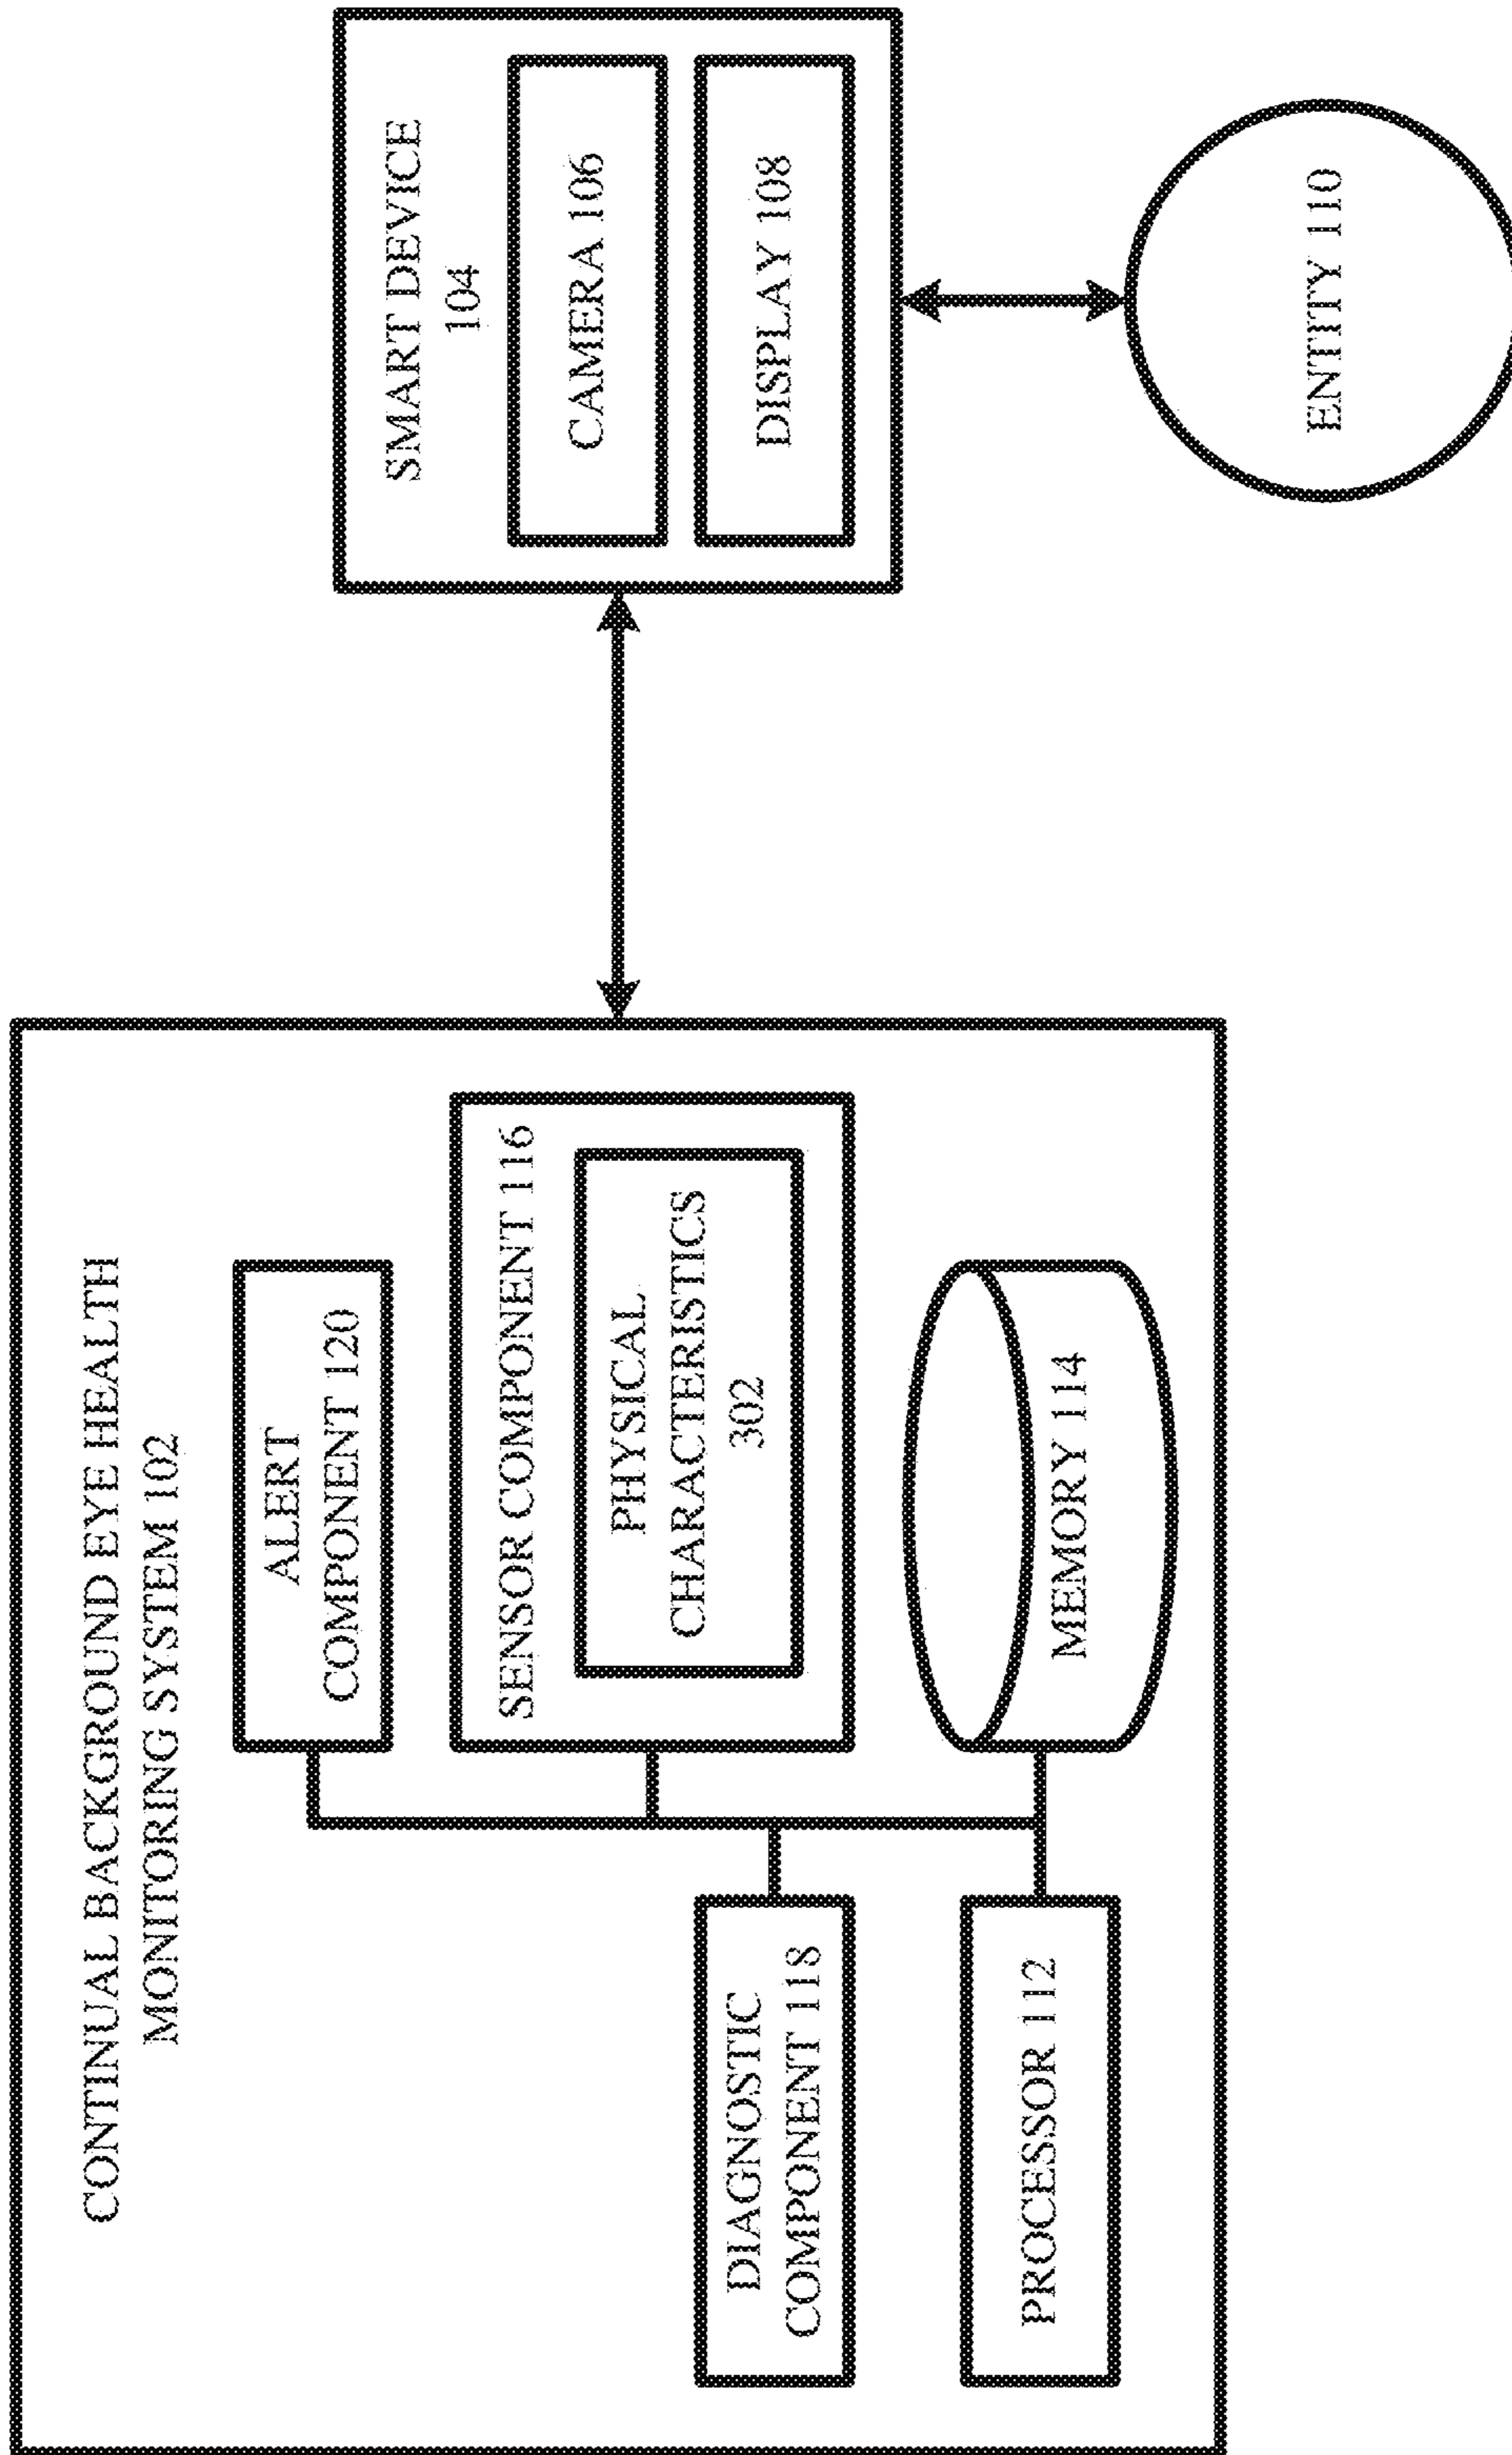 CONTINUAL BACKGROUND EYE HEALTH
MONITORING SYSTEM 102
ALERT
COMPONENT 120
SENSOR COMPONENT 116
PHYSICAL
CHARACTERISTICS
302
DIAGNOSTIC
COMPONENT 118
PROCESSOR 112
MEMORY 114
SMART DEVICE
104
CAMERA 106
DISPLAY 108
ENTITY 110